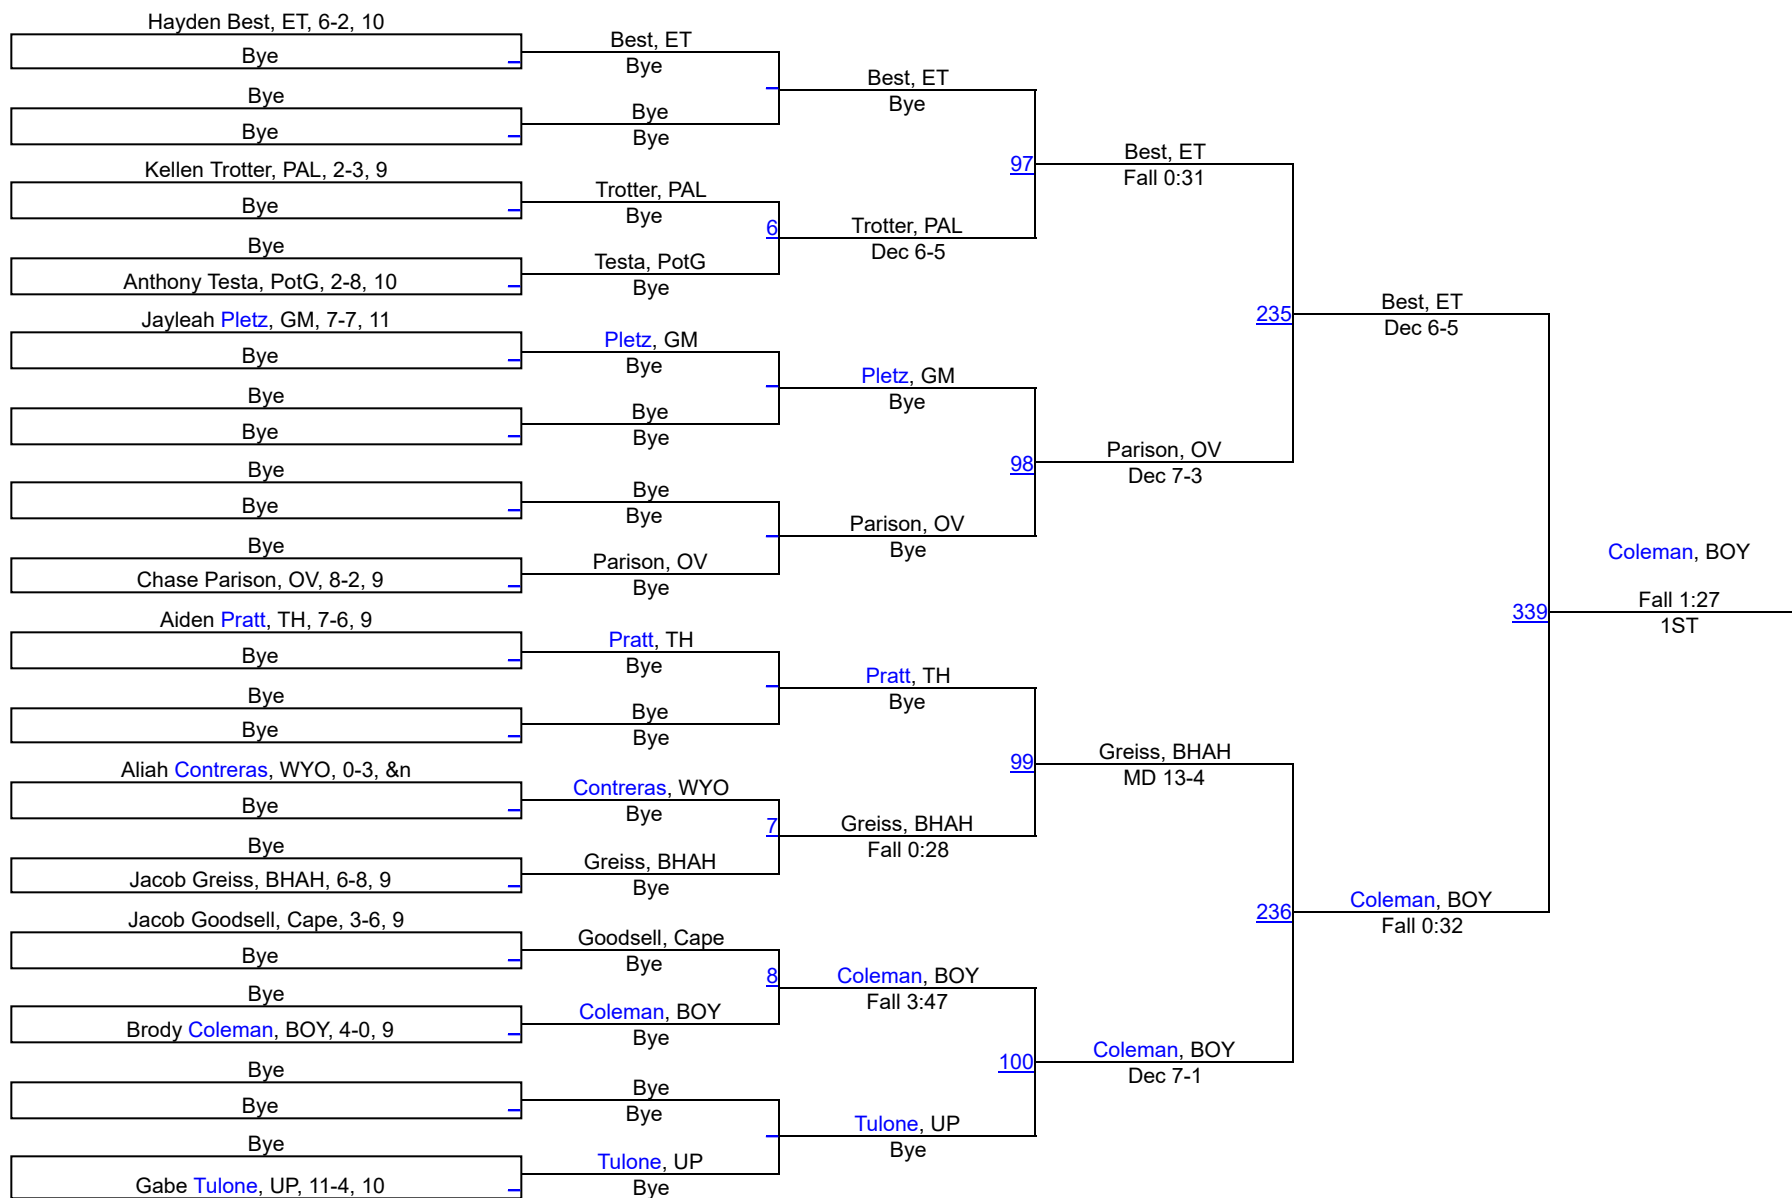 Hayden Best, ET, 6-2, 10
Bye
Bye
Bye
Kellen Trotter, PAL, 2-3, 9
Bye
Bye
Anthony Testa, PotG, 2-8, 10
Jayleah Pletz, GM, 7-7, 11
Bye
Bye
Bye
Bye
Bye
Bye
Chase Parison, OV, 8-2, 9
Aiden Pratt, TH, 7-6, 9
Bye
Bye
Bye
Aliah Contreras, WYO, 0-3, &n
Bye
Bye
Jacob Greiss, BHAH, 6-8, 9
Jacob Goodsell, Cape, 3-6, 9
Bye
Bye
Brody Coleman, BOY, 4-0, 9
Bye
Bye
Bye
Gabe Tulone, UP, 11-4, 10
Best, ET
Bye
Bye
Bye
Trotter, PAL
Bye
6
Testa, PotG
Bye
Pletz, GM
Bye
Bye
Bye
Bye
Bye
Parison, OV
Bye
Pratt, TH
Bye
Bye
Bye
Contreras, WYO
Bye
7
Greiss, BHAH
Bye
Goodsell, Cape
Bye
8
Coleman, BOY
Bye
Bye
Bye
Tulone, UP
Bye
Best, ET
Bye
97
Trotter, PAL
Dec 6-5
Pletz, GM
Bye
98
Parison, OV
Bye
Pratt, TH
Bye
99
Greiss, BHAH
Fall 0:28
Coleman, BOY
Fall 3:47
100
Tulone, UP
Bye
Best, ET
Fall 0:31
235
Parison, OV
Dec 7-3
Greiss, BHAH
MD 13-4
236
Coleman, BOY
Dec 7-1
Best, ET
Dec 6-5
339
Coleman, BOY
Fall 0:32
Coleman, BOY
Fall 1:27
1ST